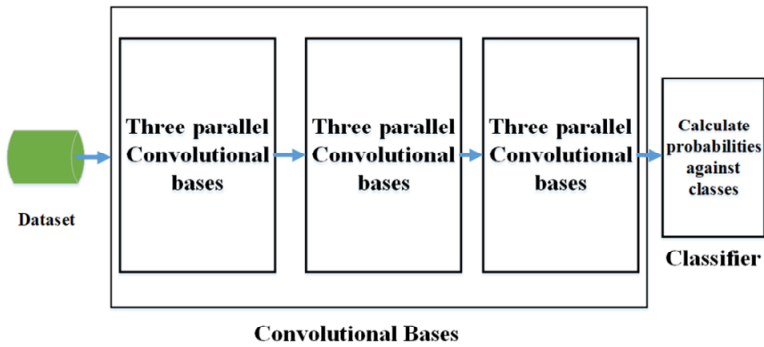 Three parallel
Convolutional
bases
Three parallel
Convolutional
bases
Three parallel
Convolutional
bases
Calculate
probabilities
against
classes
Dataset
Classifier
Convolutional Bases